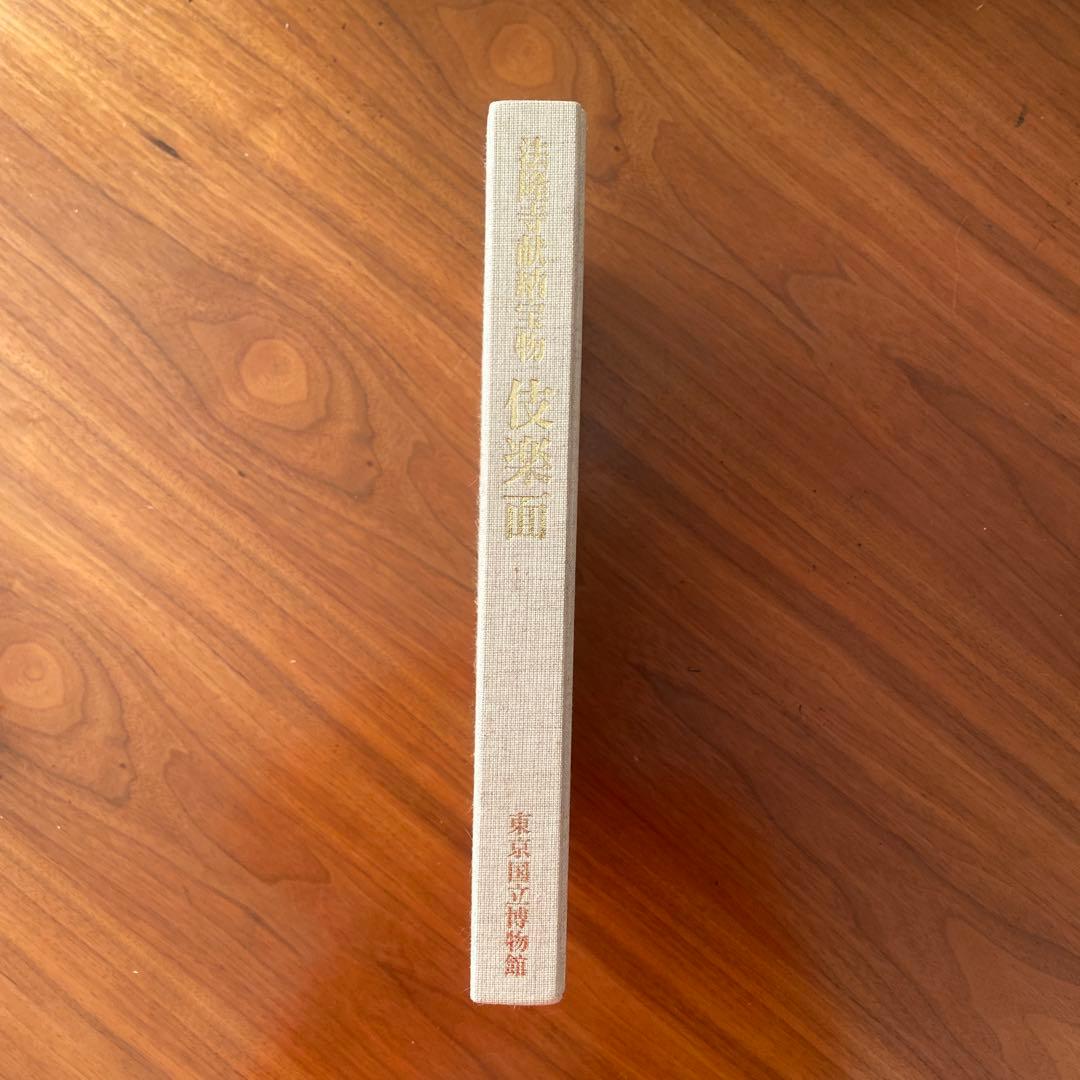 法隆寺献納宝物
伎楽面
東京国立博物館